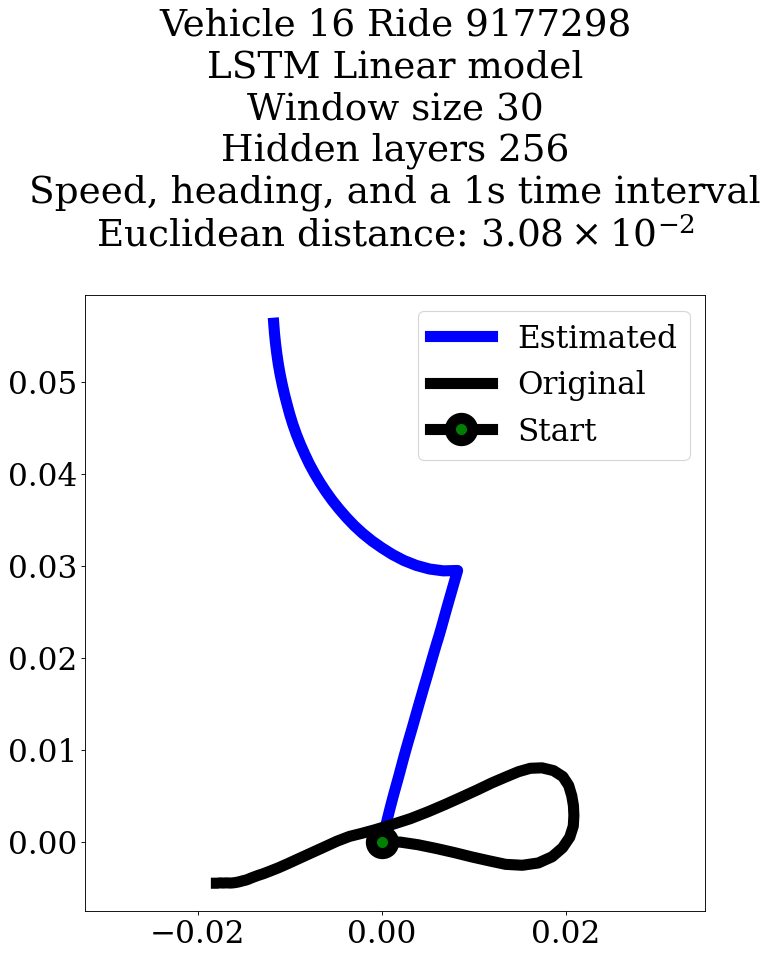 Vehicle 16 Ride 9177298
LSTM Linear model
Window size 30
Hidden layers 256
Speed, heading, and a 1s time interval
Euclidean distance: 3.08 × 10⁻²
Estimated
Original
Start
0.05
0.04
0.03
0.02
0.01
0.00
−0.02 0.00 0.02